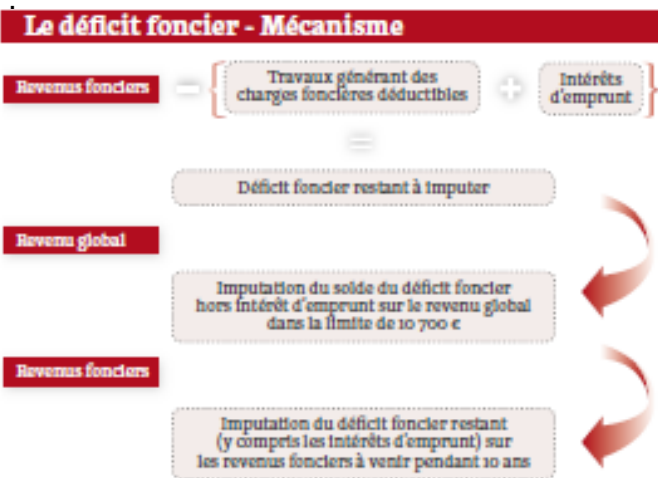 Le déficit foncier - Mécanisme
Revenus fonciers - { Travaux générant des
charges foncières déductibles + Intérêts
d'emprunt }
=
Déficit foncier restant à imputer
Revenu global
Imputation du solde du déficit foncier
hors intérêt d'emprunt sur le revenu global
dans la limite de 10 700 €
Revenus fonciers
Imputation du déficit foncier restant
(y compris les intérêts d'emprunt) sur
les revenus fonciers à venir pendant 10 ans